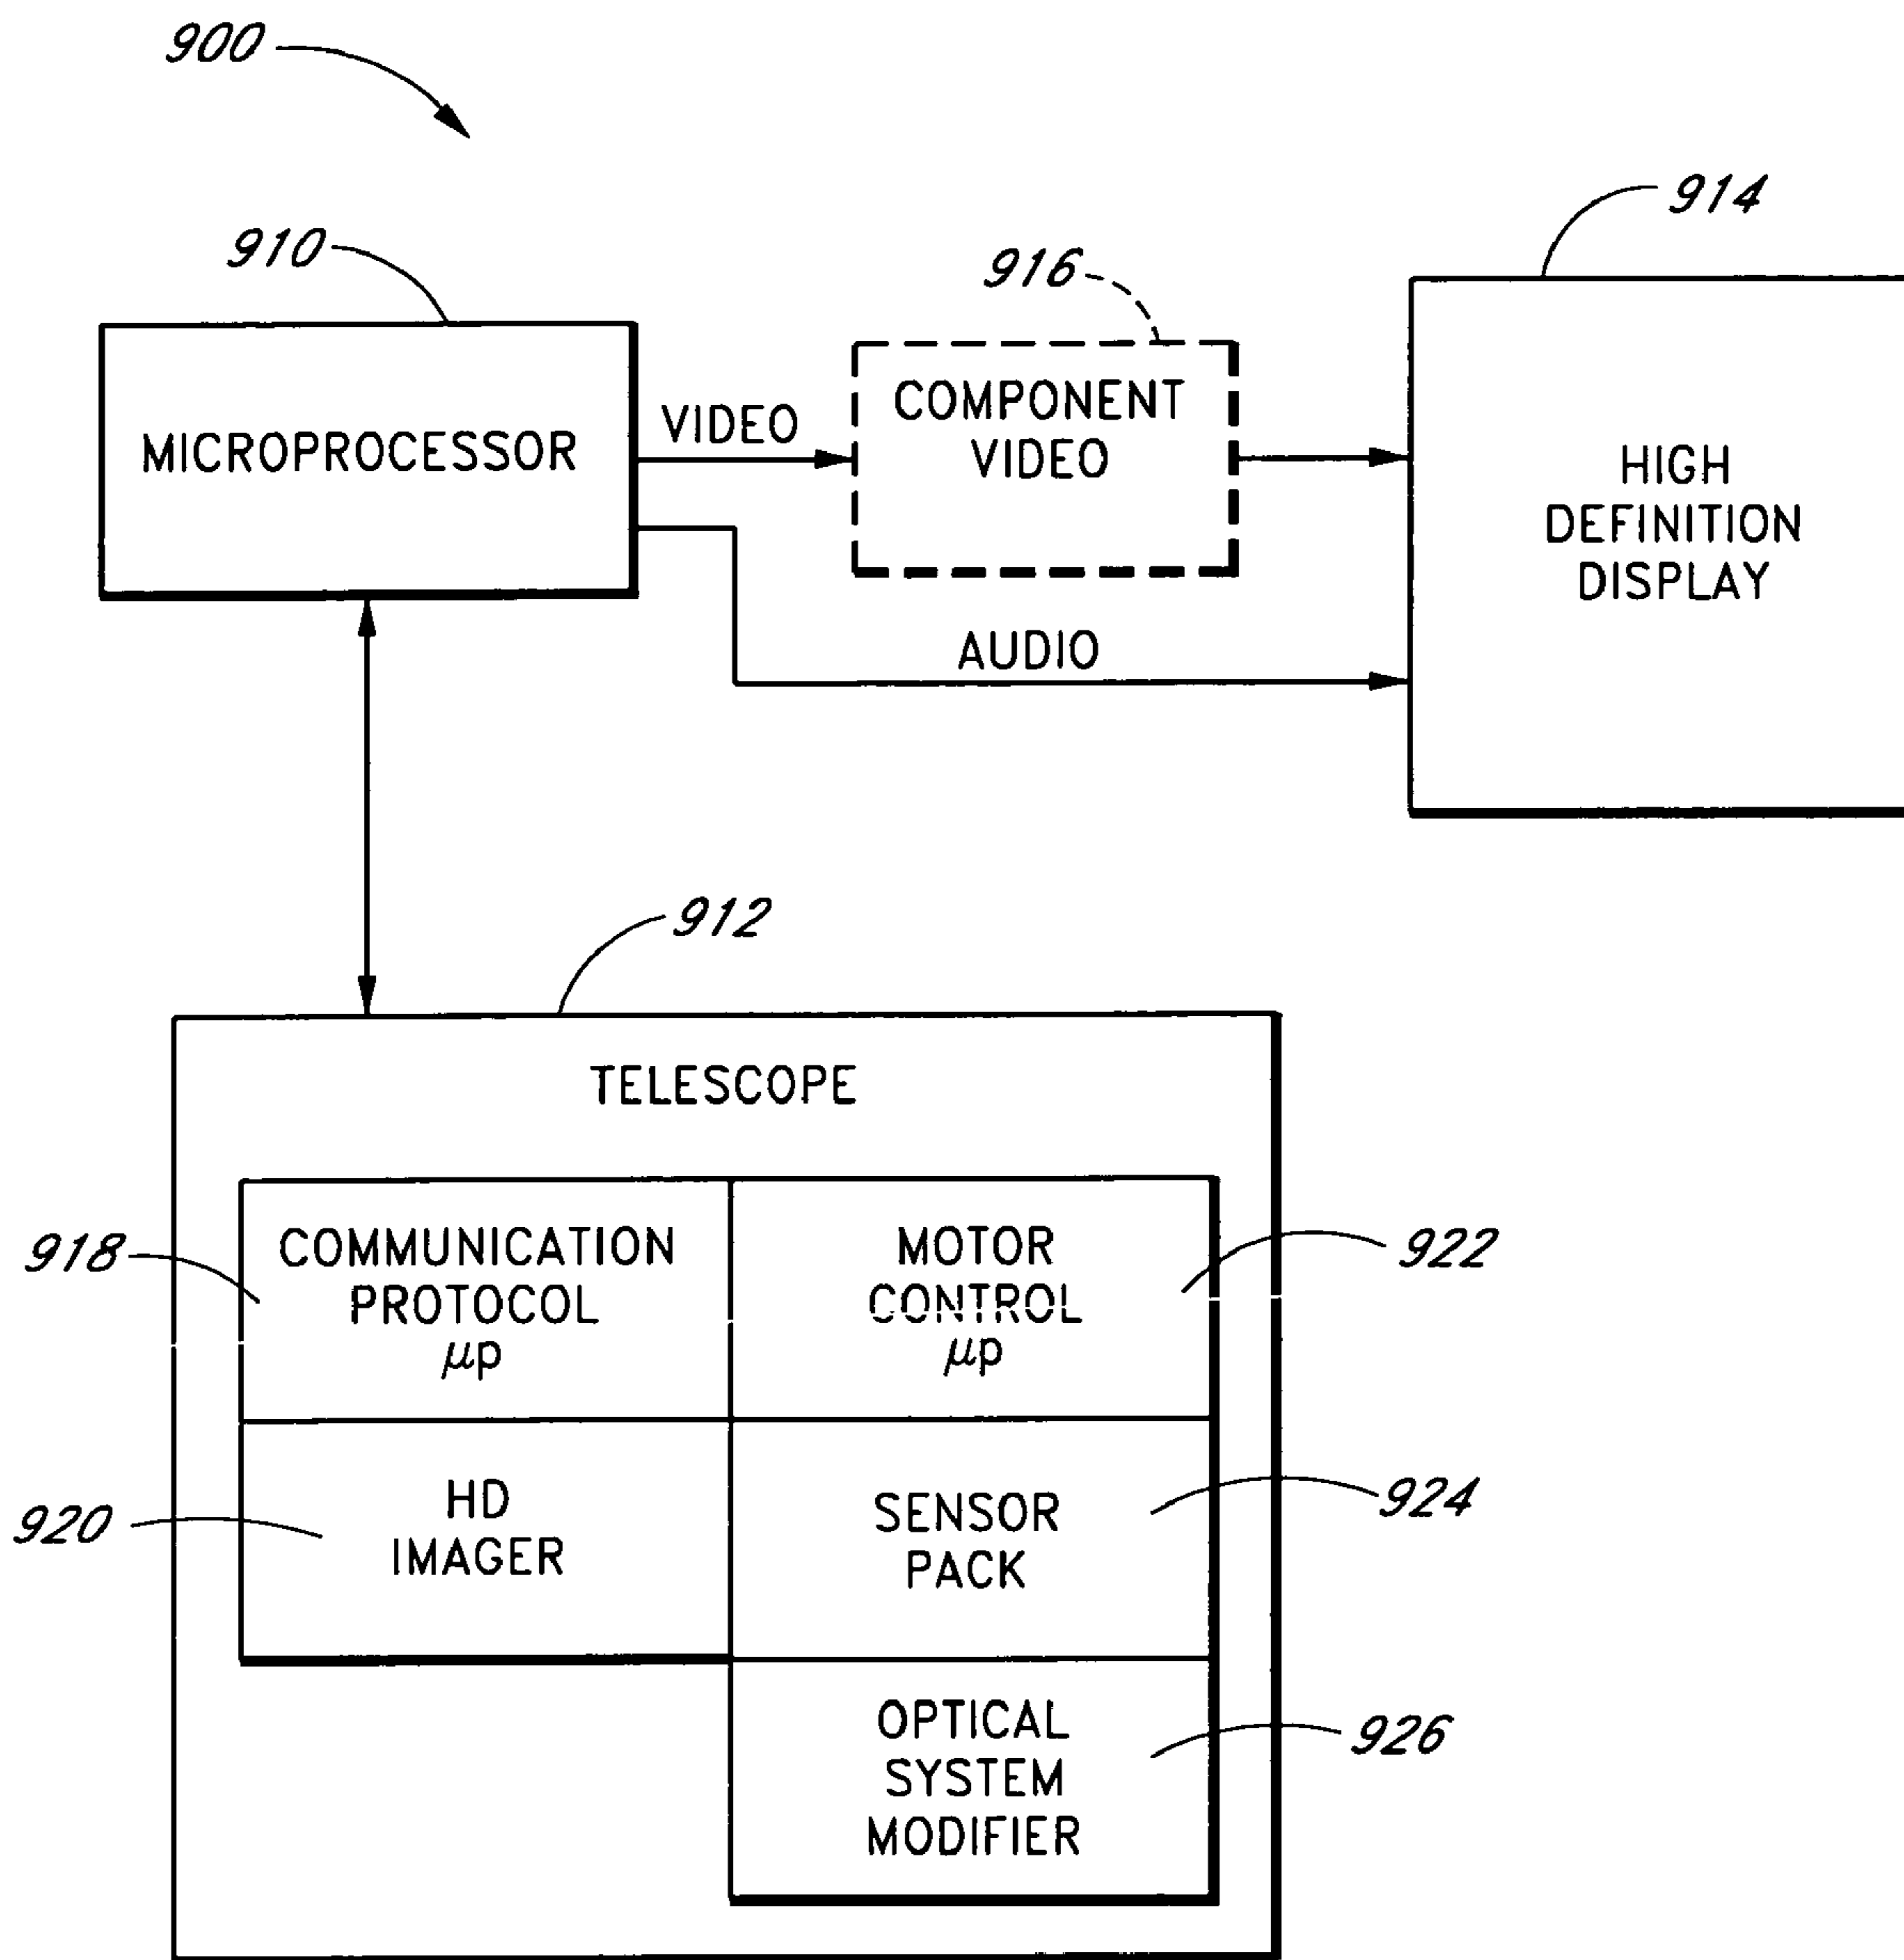 900
914
910
916
MICROPROCESSOR
VIDEO
COMPONENT
VIDEO
HIGH
DEFINITION
DISPLAY
AUDIO
912
TELESCOPE
918
COMMUNICATION
PROTOCOL
μp
MOTOR
CONTROL
μp
922
920
HD
IMAGER
SENSOR
PACK
924
OPTICAL
SYSTEM
MODIFIER
926